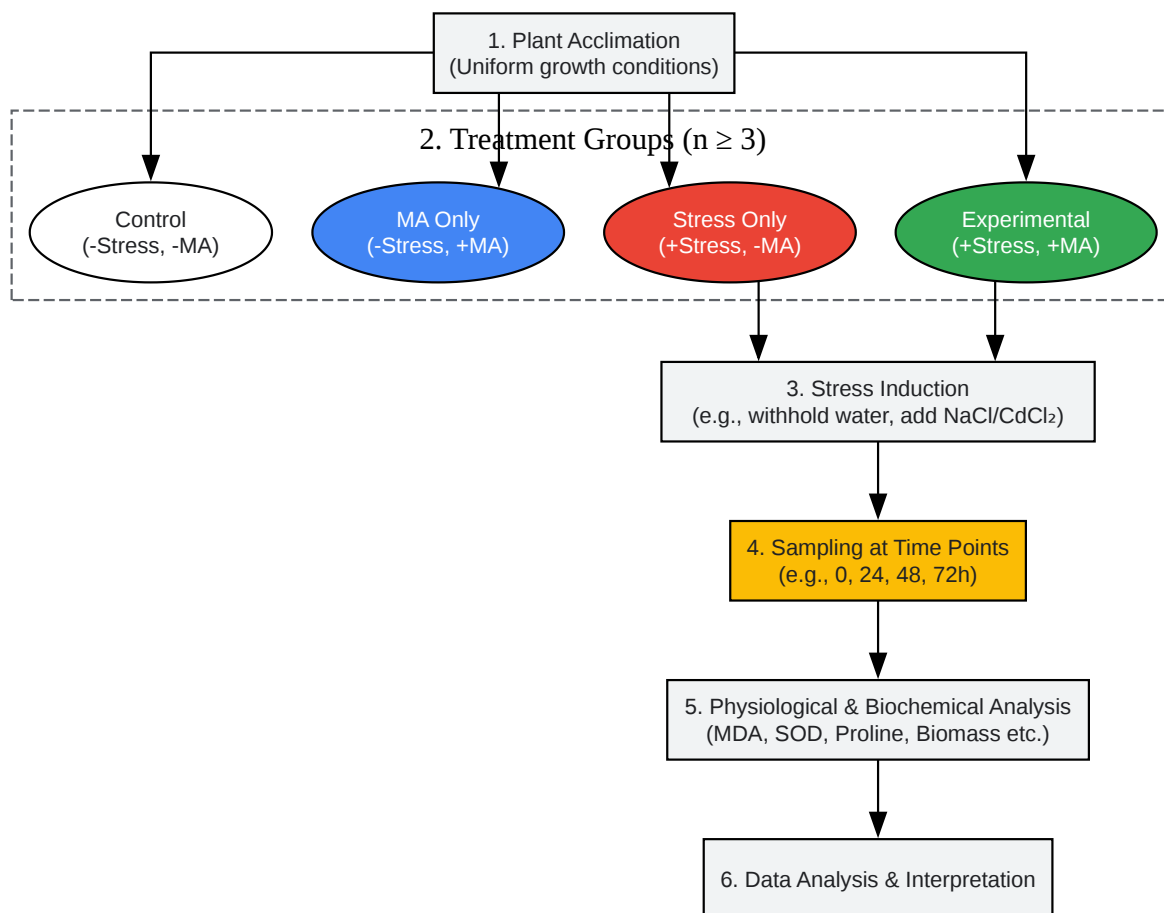 1. Plant Acclimation
(Uniform growth conditions)
2. Treatment Groups (n ≥ 3)
Control
(-Stress, -MA)
MA Only
(-Stress, +MA)
Stress Only
(+Stress, -MA)
Experimental
(+Stress, +MA)
3. Stress Induction
(e.g., withhold water, add NaCl/CdCl₂)
4. Sampling at Time Points
(e.g., 0, 24, 48, 72h)
5. Physiological & Biochemical Analysis
(MDA, SOD, Proline, Biomass etc.)
6. Data Analysis & Interpretation